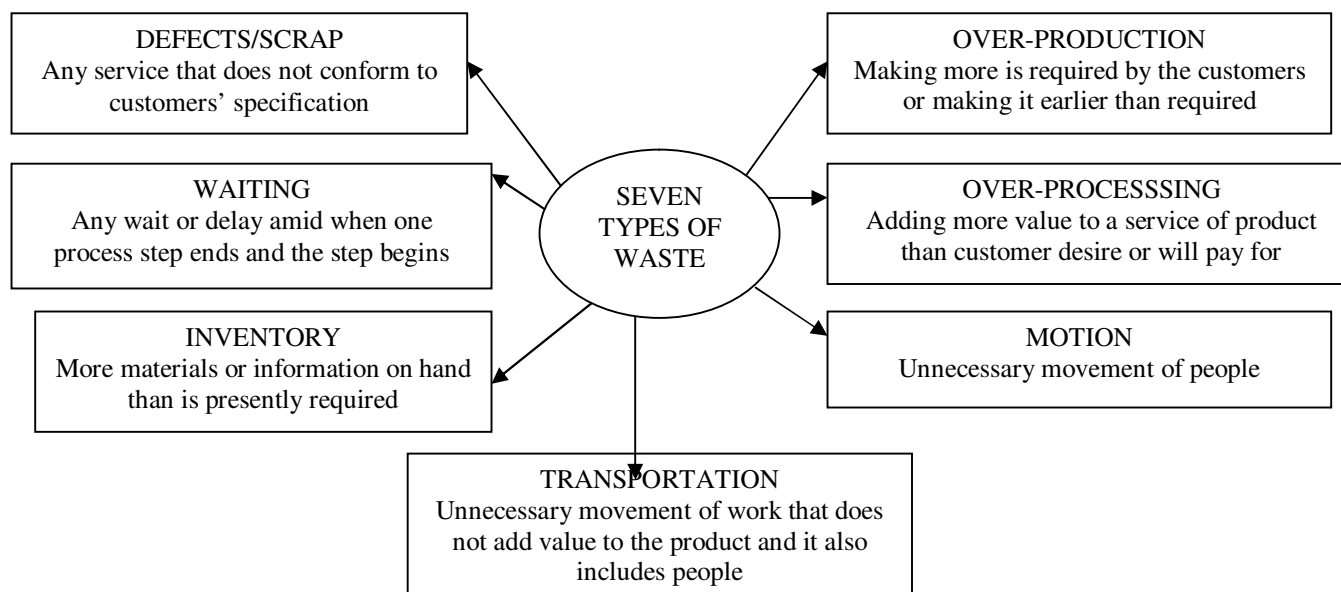 DEFECTS/SCRAP
Any service that does not conform to
customers’ specification
OVER-PRODUCTION
Making more is required by the customers
or making it earlier than required
WAITING
Any wait or delay amid when one
process step ends and the step begins
SEVEN
TYPES OF
WASTE
OVER-PROCESSSING
Adding more value to a service of product
than customer desire or will pay for
INVENTORY
More materials or information on hand
than is presently required
MOTION
Unnecessary movement of people
TRANSPORTATION
Unnecessary movement of work that does
not add value to the product and it also
includes people